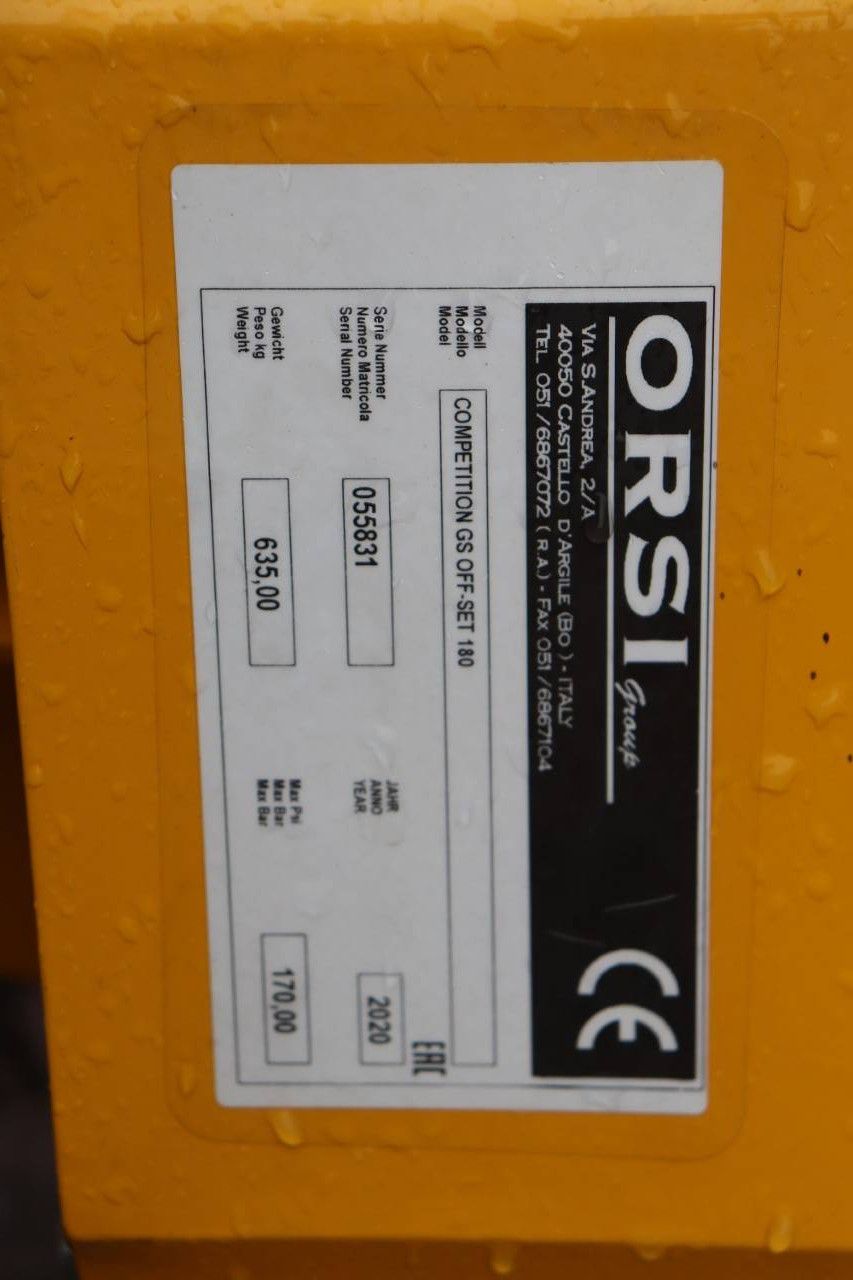 ORSI Group
VIA S.ANDREA, 2/A
40050 CASTELLO D'ARGILE (BO) - ITALY
TEL. 051/6867072 (R.A.) - FAX 051/6867104
CE
Modell
Modello
Model
COMPETITION GS OFF-SET 180
EAC
Serie Nummer
Numero Matricola
Serial Number
055831
JAHR
ANNO
YEAR
2020
Gewicht
Peso kg
Weight
635,00
Max Psi
Max Bar
Max Bar
170,00